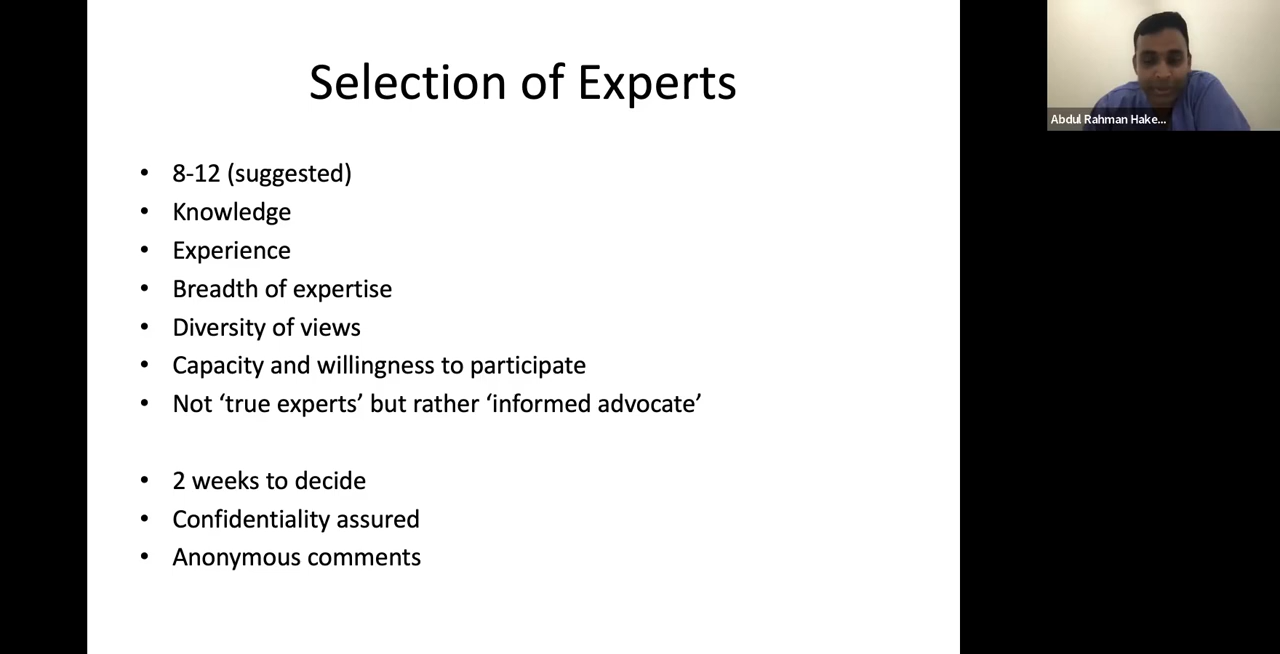 Selection of Experts
• 8-12 (suggested)
• Knowledge
• Experience
• Breadth of expertise
• Diversity of views
• Capacity and willingness to participate
• Not ‘true experts’ but rather ‘informed advocate’
• 2 weeks to decide
• Confidentiality assured
• Anonymous comments
Abdul Rahman Hake...